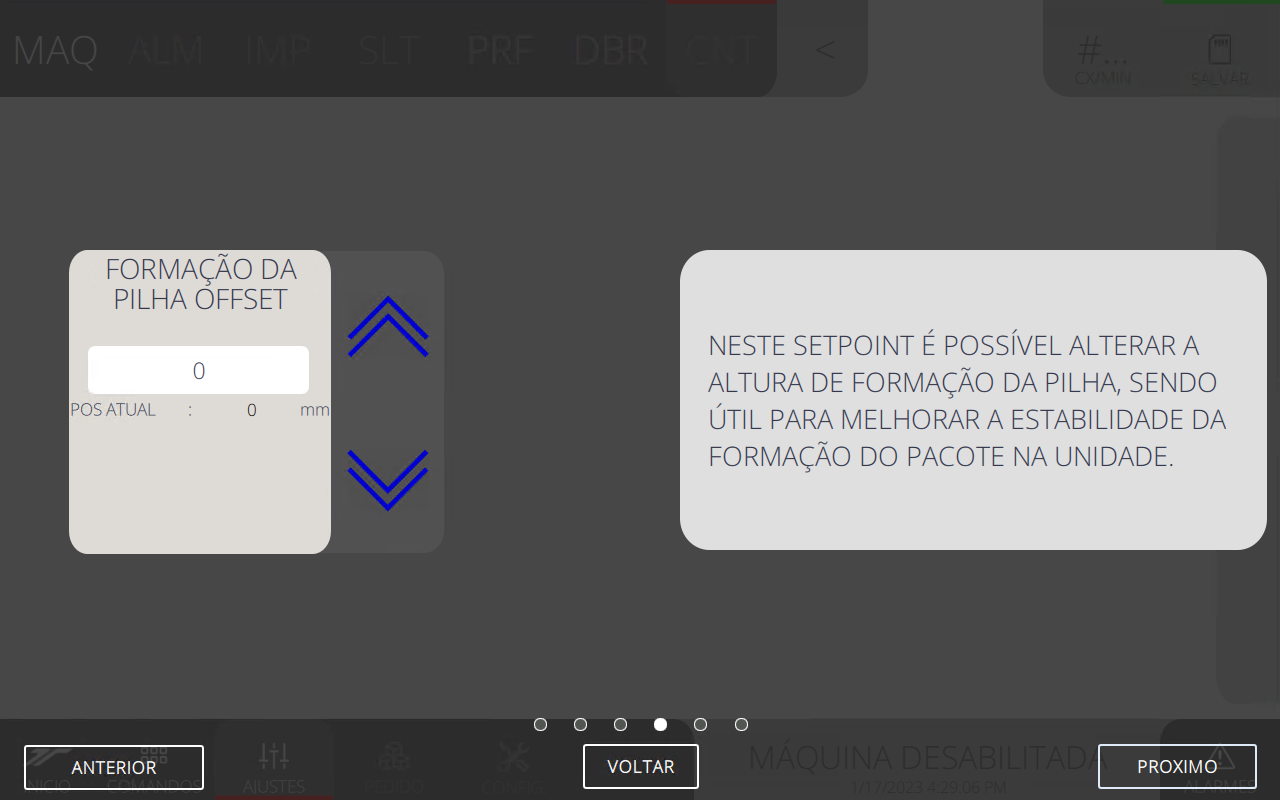 MAQ ALM IMP SLT PRF DBR CNT <
#...
CX/MIN SALVAR
FORMAÇÃO DA
PILHA OFFSET
0
POS ATUAL : 0 mm
NESTE SETPOINT É POSSÍVEL ALTERAR A
ALTURA DE FORMAÇÃO DA PILHA, SENDO
ÚTIL PARA MELHORAR A ESTABILIDADE DA
FORMAÇÃO DO PACOTE NA UNIDADE.
ANTERIOR VOLTAR PROXIMO
MÁQUINA DESABILITADA
INICIO COMANDOS AJUSTES PEDIDO CONFIG 1/17/2023 4:29:06 PM ALARMES